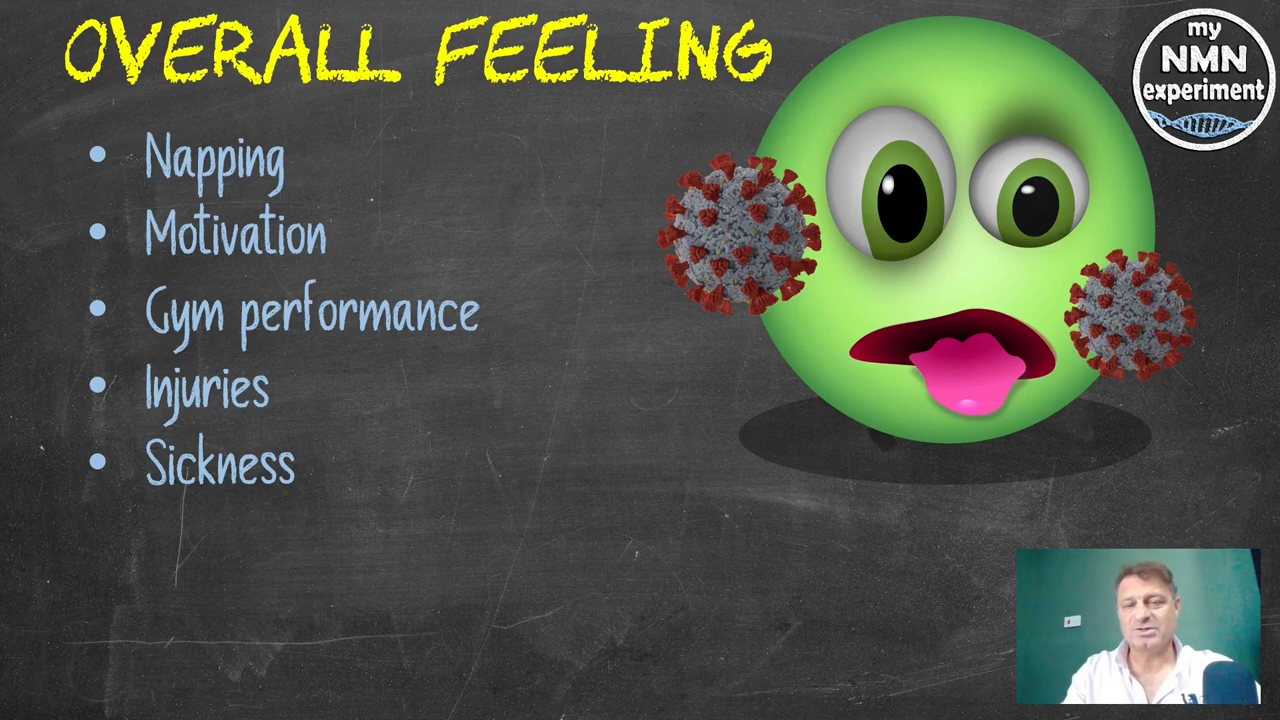 OVERALL FEELING
my
NMN
experiment
• Napping
• Motivation
• Gym performance
• Injuries
• Sickness